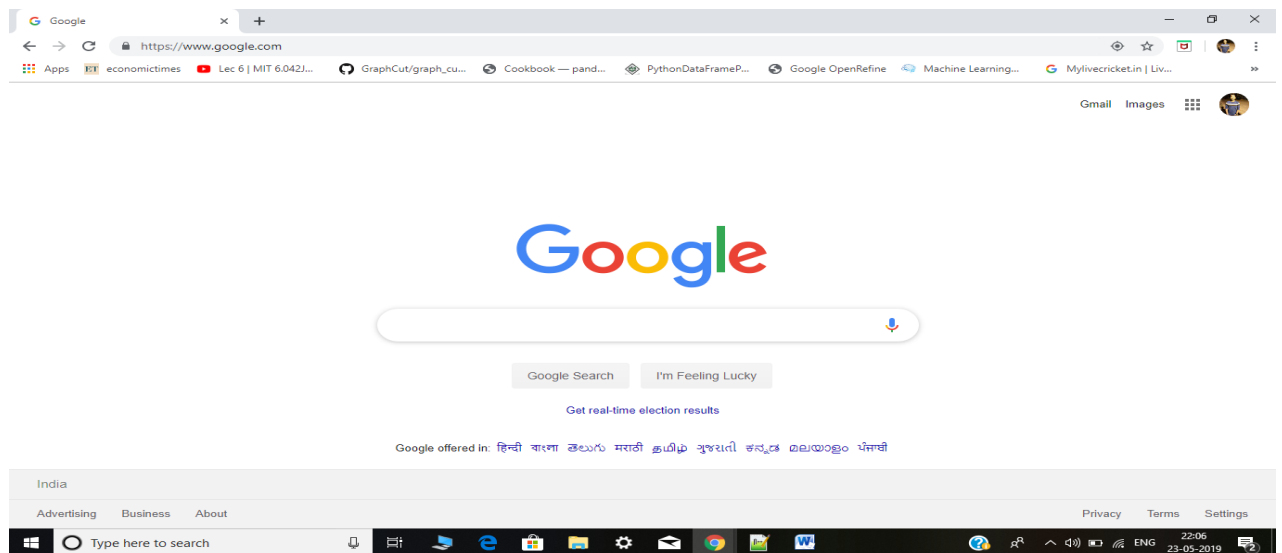 Google
https://www.google.com
Apps ET economictimes Lec 6 | MIT 6.042J... GraphCut/graph_cu... Cookbook — pand... PythonDataFrameP... Google OpenRefine Machine Learning... Mylivecricket.in | Liv... »
Gmail Images
Google
Google Search I'm Feeling Lucky
Get real-time election results
Google offered in: हिन्दी বাংলা తెలుగు मराठी தமிழ் ગુજરાતી ಕನ್ನಡ മലയാളം ਪੰਜਾਬੀ
India
Advertising Business About Privacy Terms Settings
Type here to search ENG 22:06
23-05-2019 2